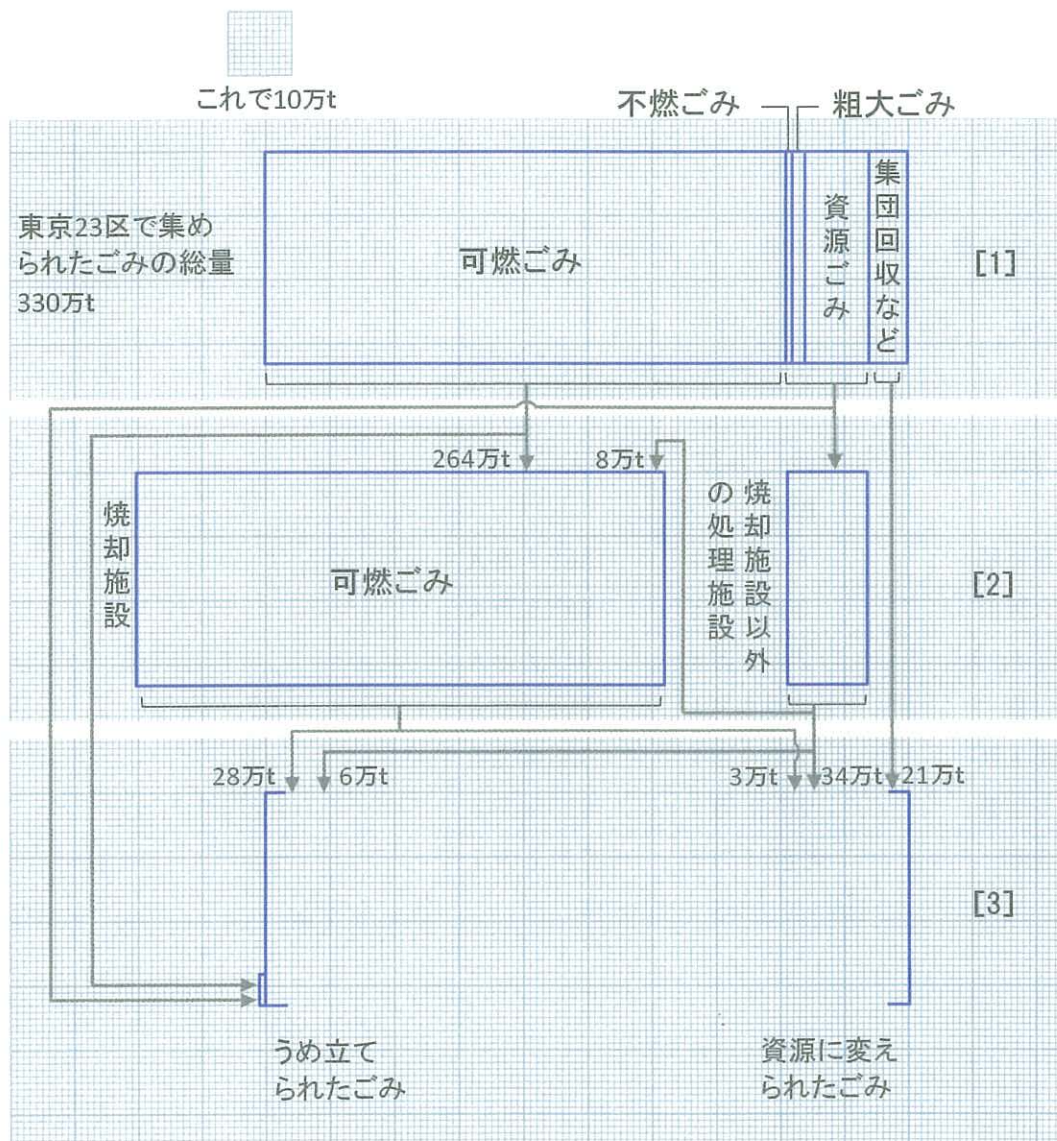 これで10万t
不燃ごみ
粗大ごみ
東京23区で集め
られたごみの総量
330万t
可燃ごみ
資源ごみ
集団回収など
[1]
264万t
8万t
焼却施設
可燃ごみ
焼却施設以外
の処理施設
[2]
28万t
6万t
3万t
34万t
21万t
[3]
うめ立て
られたごみ
資源に変え
られたごみ